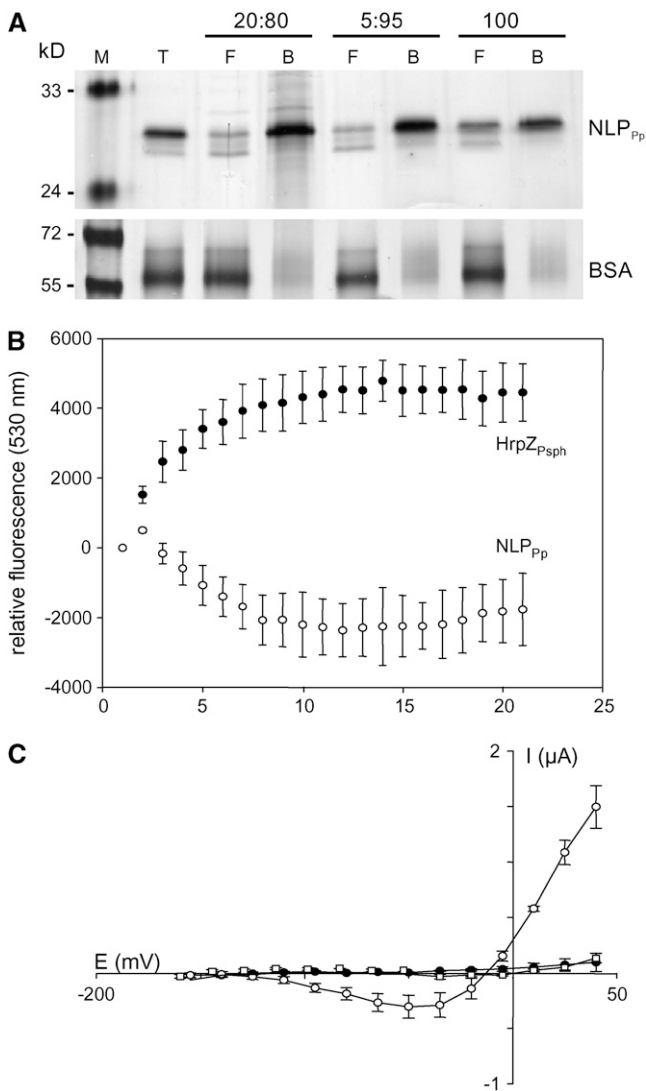 A
20:80 5:95 100
kD M T F B F B F B
33
24
NLPPp
72
55
BSA
B
relative fluorescence (530 nm)
6000
4000
2000
0
-2000
-4000
HrpZPsph
NLPPp
0 5 10 15 20 25
C
2
I (µA)
E (mV)
-200
50
-1